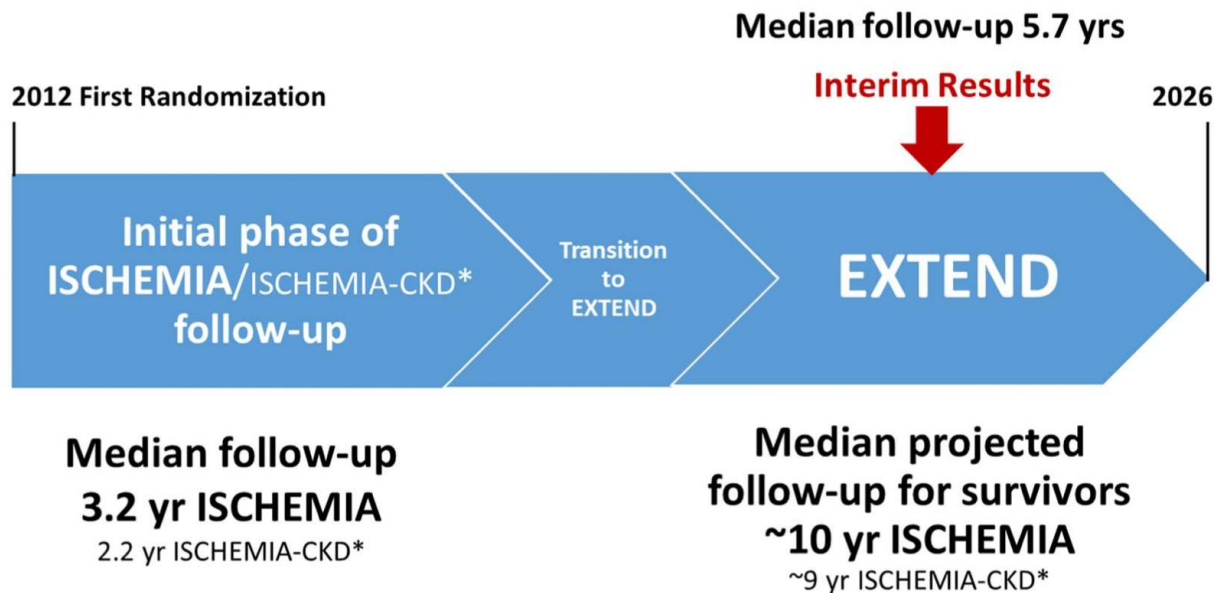 Median follow-up 5.7 yrs
2012 First Randomization
Interim Results
2026
Initial phase of
ISCHEMIA/ISCHEMIA-CKD*
follow-up
Transition
to
EXTEND
EXTEND
Median follow-up
3.2 yr ISCHEMIA
2.2 yr ISCHEMIA-CKD*
Median projected
follow-up for survivors
~10 yr ISCHEMIA
~9 yr ISCHEMIA-CKD*